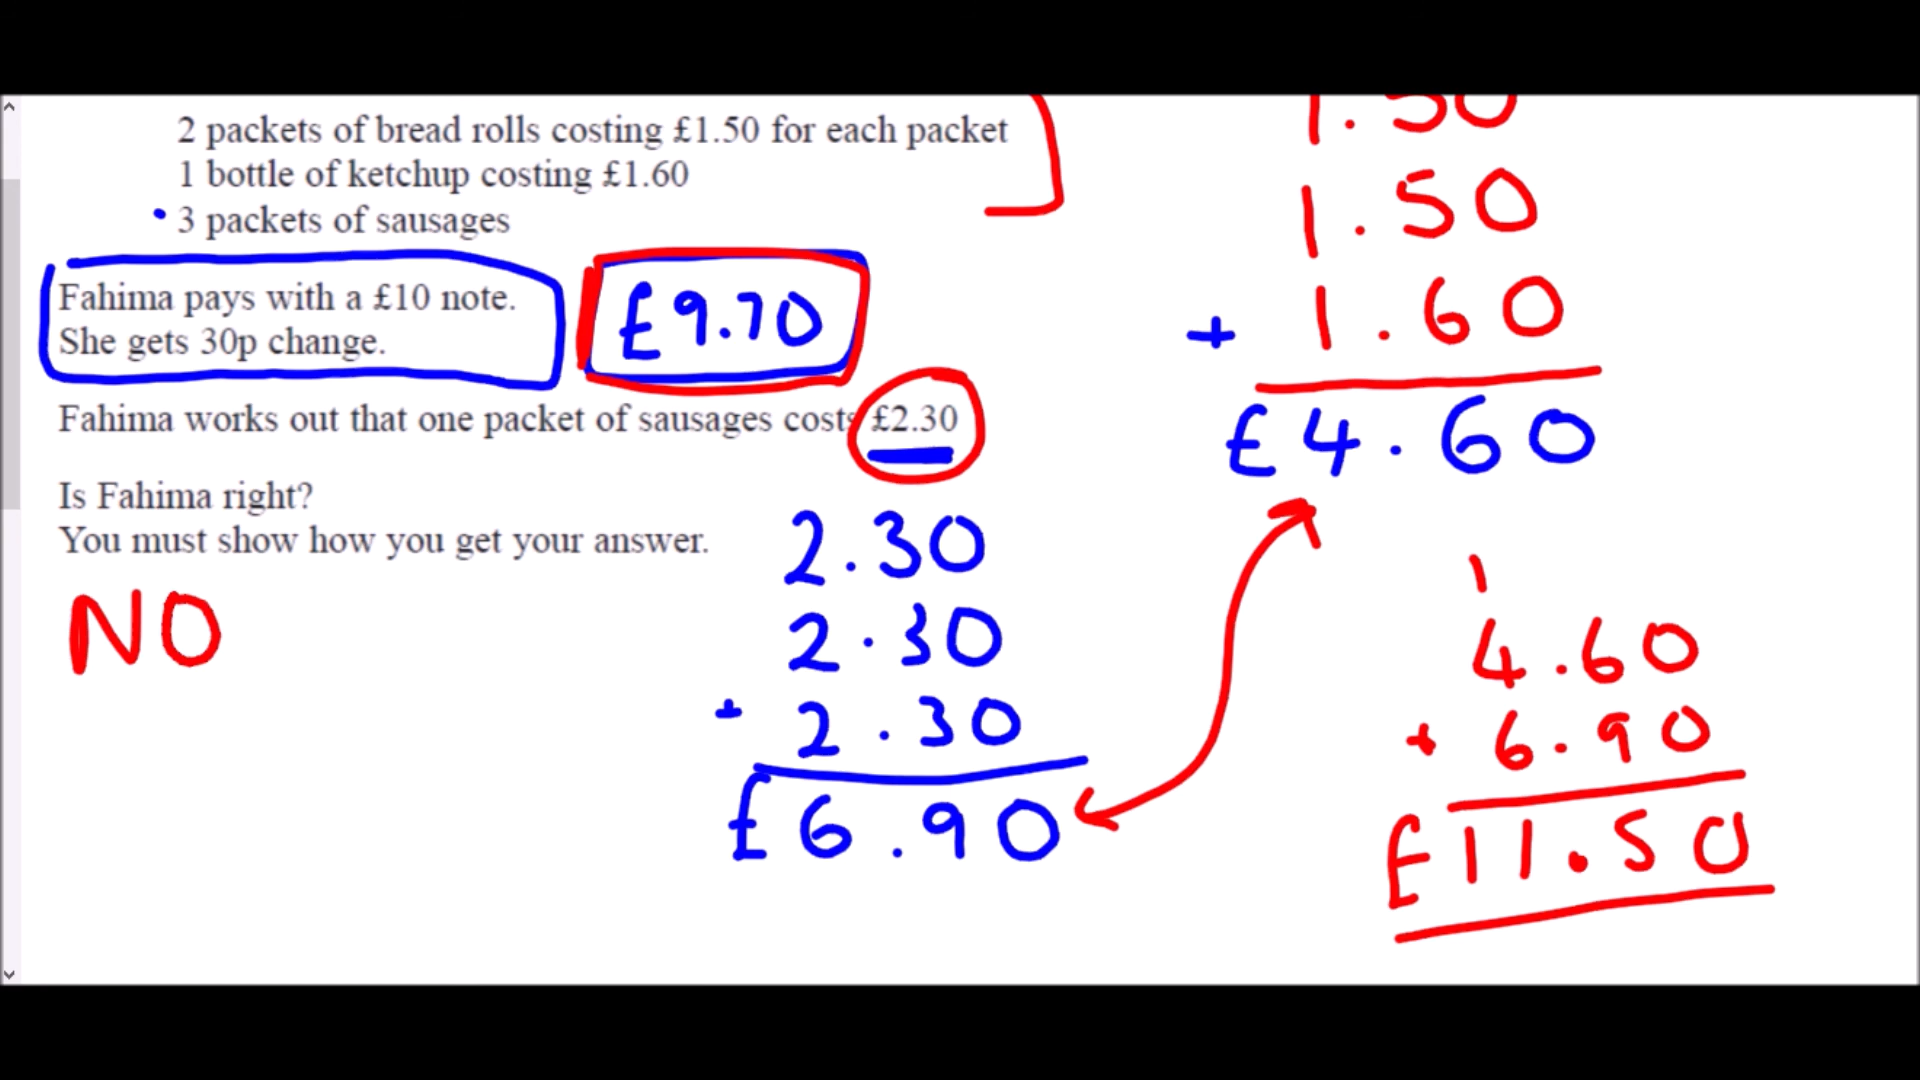 2 packets of bread rolls costing £1.50 for each packet
1 bottle of ketchup costing £1.60
• 3 packets of sausages
Fahima pays with a £10 note.
She gets 30p change.
£9.70
Fahima works out that one packet of sausages costs £2.30
Is Fahima right?
You must show how you get your answer.
NO
2.30
2.30
+ 2.30
£6.90
1.50
1.50
+ 1.60
£4.60
1
4.60
+ 6.90
£11.50